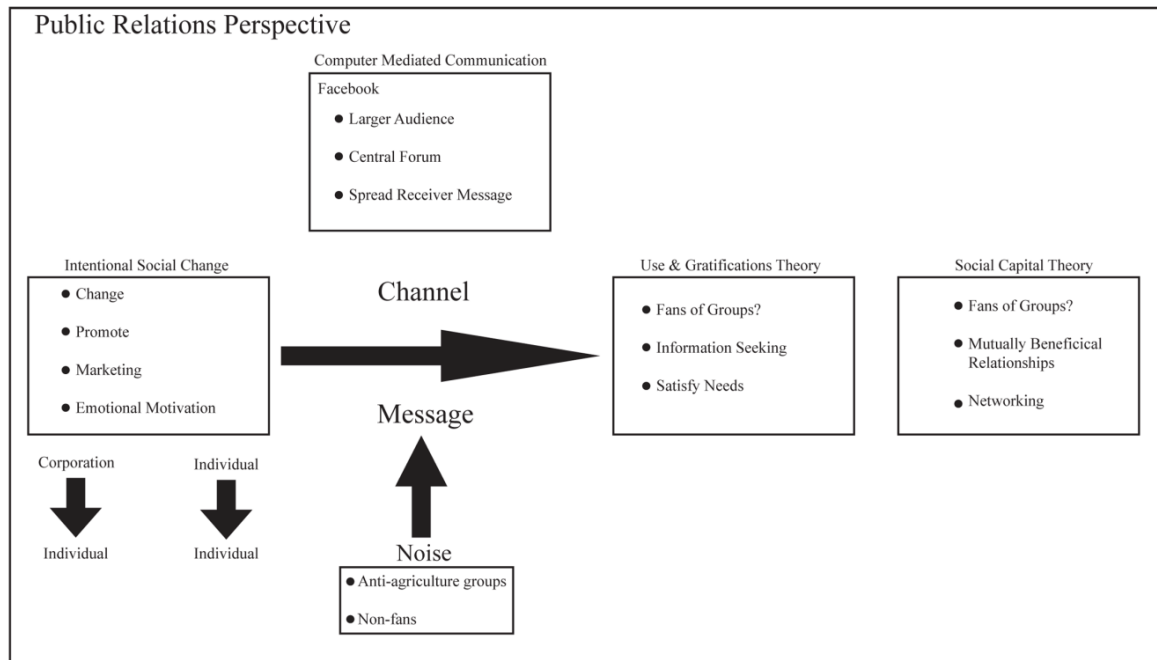 Public Relations Perspective
Computer Mediated Communication
Facebook
● Larger Audience
● Central Forum
● Spread Receiver Message
Intentional Social Change
● Change
● Promote
● Marketing
● Emotional Motivation
Channel
Message
Use & Gratifications Theory
● Fans of Groups?
● Information Seeking
● Satisfy Needs
Social Capital Theory
● Fans of Groups?
● Mutually Beneficical
Relationships
● Networking
Corporation
Individual
Individual
Individual
Noise
● Anti-agriculture groups
● Non-fans